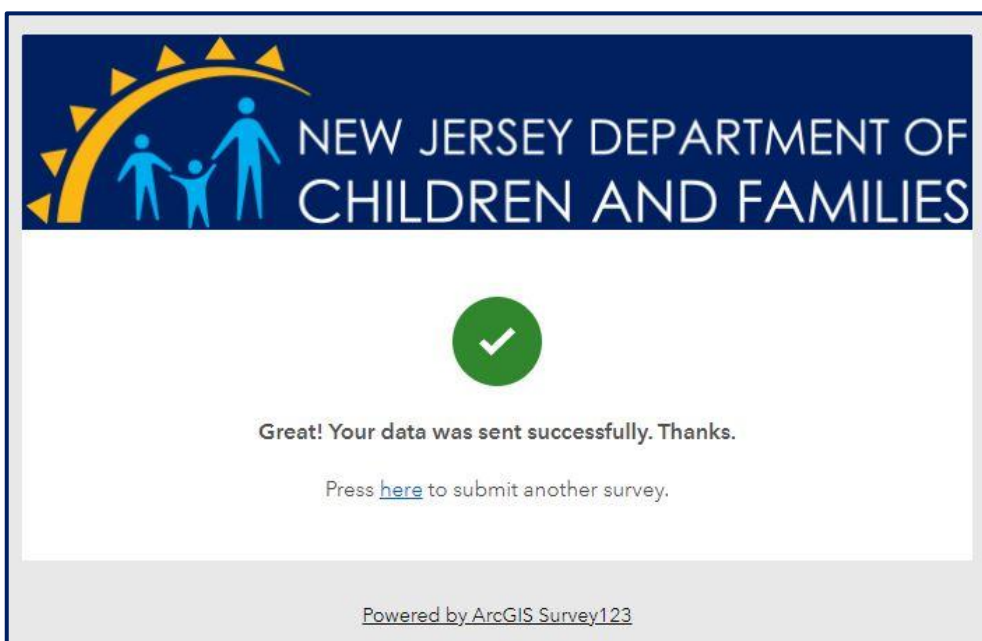 NEW JERSEY DEPARTMENT OF
CHILDREN AND FAMILIES
Great! Your data was sent successfully. Thanks.
Press here to submit another survey.
Powered by ArcGIS Survey123